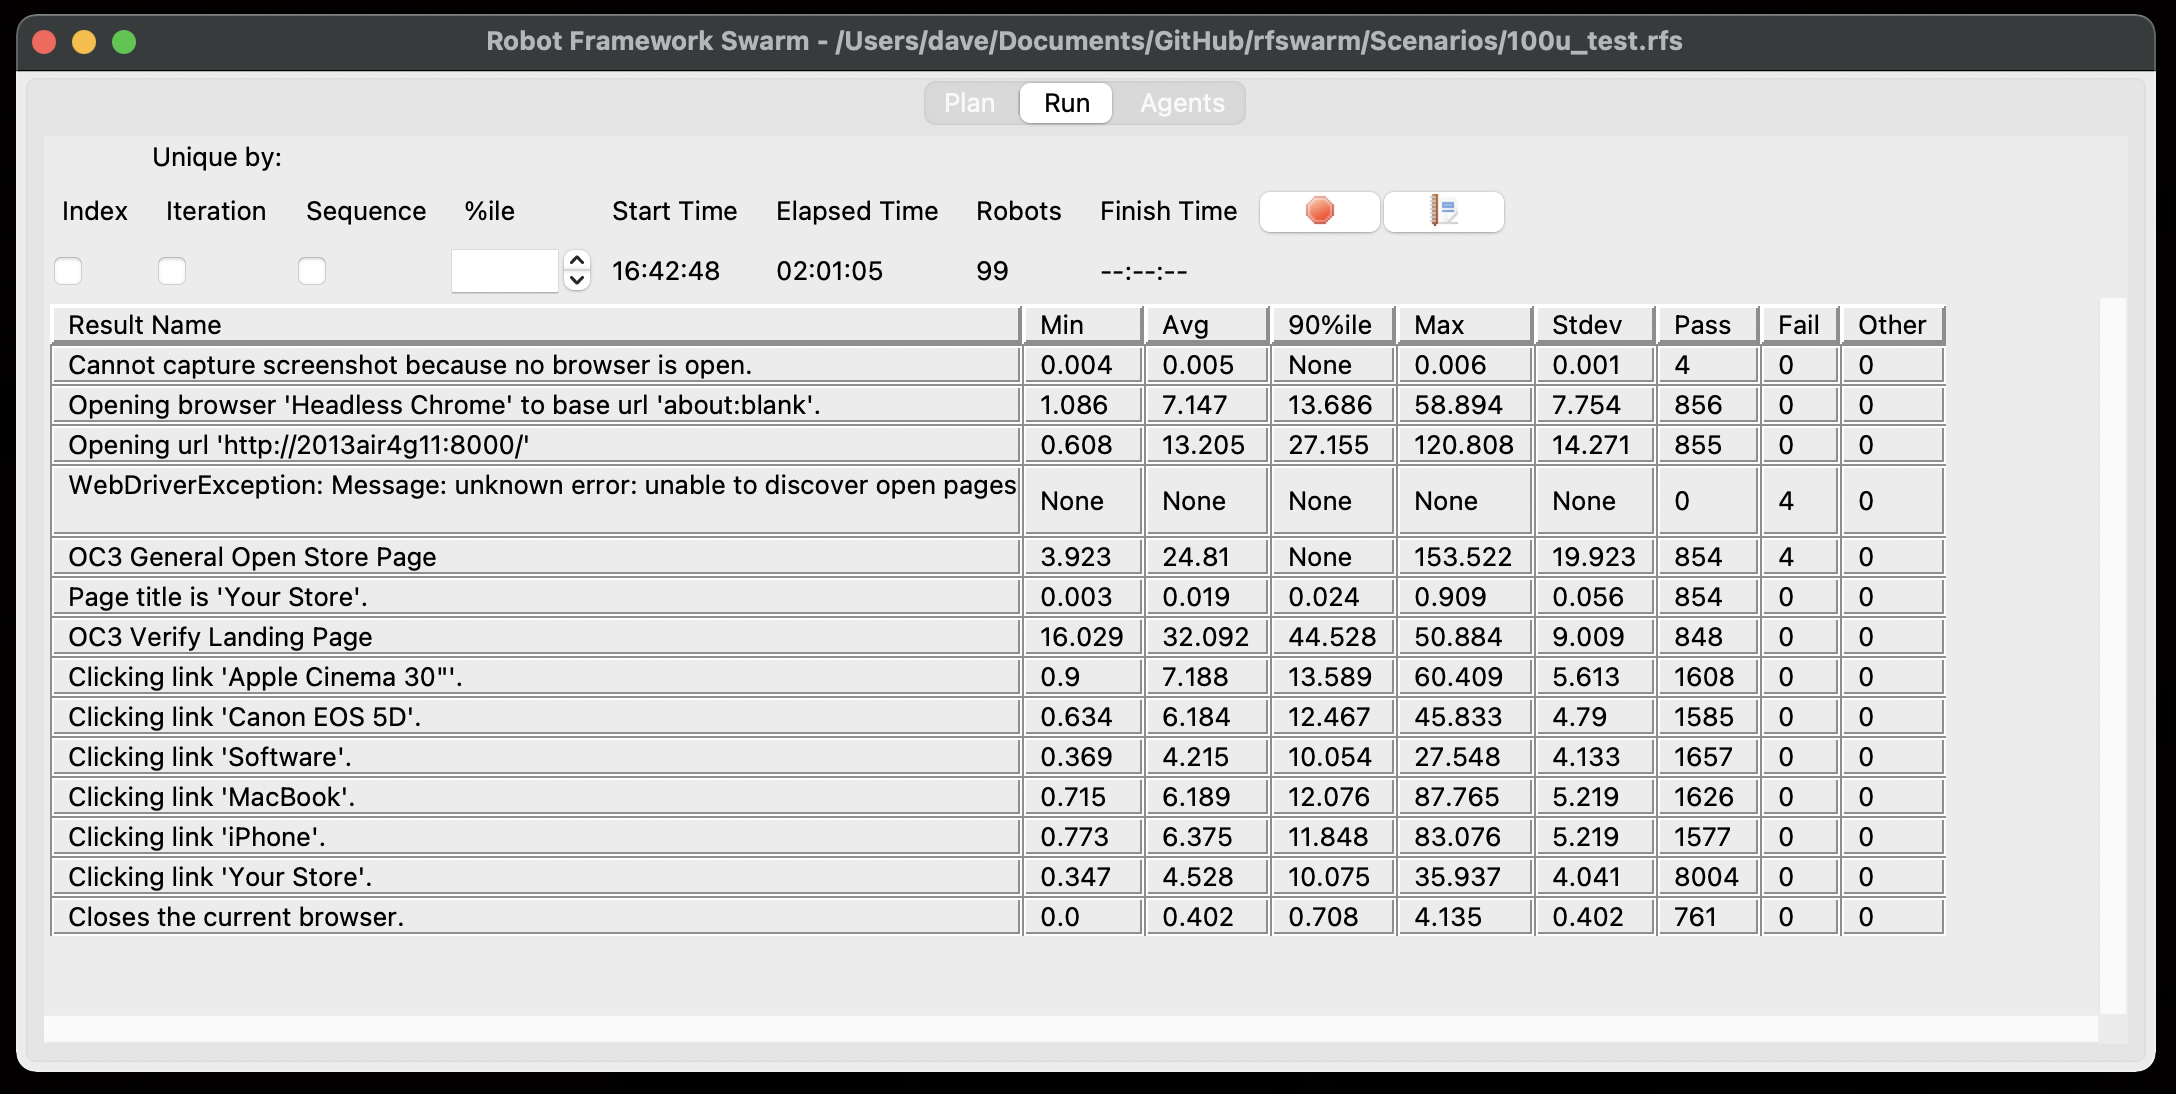 Robot Framework Swarm - /Users/dave/Documents/GitHub/rfswarm/Scenarios/100u_test.rfs
Plan Run Agents
Unique by:
Index Iteration Sequence %ile Start Time Elapsed Time Robots Finish Time
16:42:48 02:01:05 99 --:--:--
Result Name Min Avg 90%ile Max Stdev Pass Fail Other
Cannot capture screenshot because no browser is open. 0.004 0.005 None 0.006 0.001 4 0 0
Opening browser 'Headless Chrome' to base url 'about:blank'. 1.086 7.147 13.686 58.894 7.754 856 0 0
Opening url 'http://2013air4g11:8000/' 0.608 13.205 27.155 120.808 14.271 855 0 0
WebDriverException: Message: unknown error: unable to discover open pages None None None None None 0 4 0
OC3 General Open Store Page 3.923 24.81 None 153.522 19.923 854 4 0
Page title is 'Your Store'. 0.003 0.019 0.024 0.909 0.056 854 0 0
OC3 Verify Landing Page 16.029 32.092 44.528 50.884 9.009 848 0 0
Clicking link 'Apple Cinema 30"'. 0.9 7.188 13.589 60.409 5.613 1608 0 0
Clicking link 'Canon EOS 5D'. 0.634 6.184 12.467 45.833 4.79 1585 0 0
Clicking link 'Software'. 0.369 4.215 10.054 27.548 4.133 1657 0 0
Clicking link 'MacBook'. 0.715 6.189 12.076 87.765 5.219 1626 0 0
Clicking link 'iPhone'. 0.773 6.375 11.848 83.076 5.219 1577 0 0
Clicking link 'Your Store'. 0.347 4.528 10.075 35.937 4.041 8004 0 0
Closes the current browser. 0.0 0.402 0.708 4.135 0.402 761 0 0